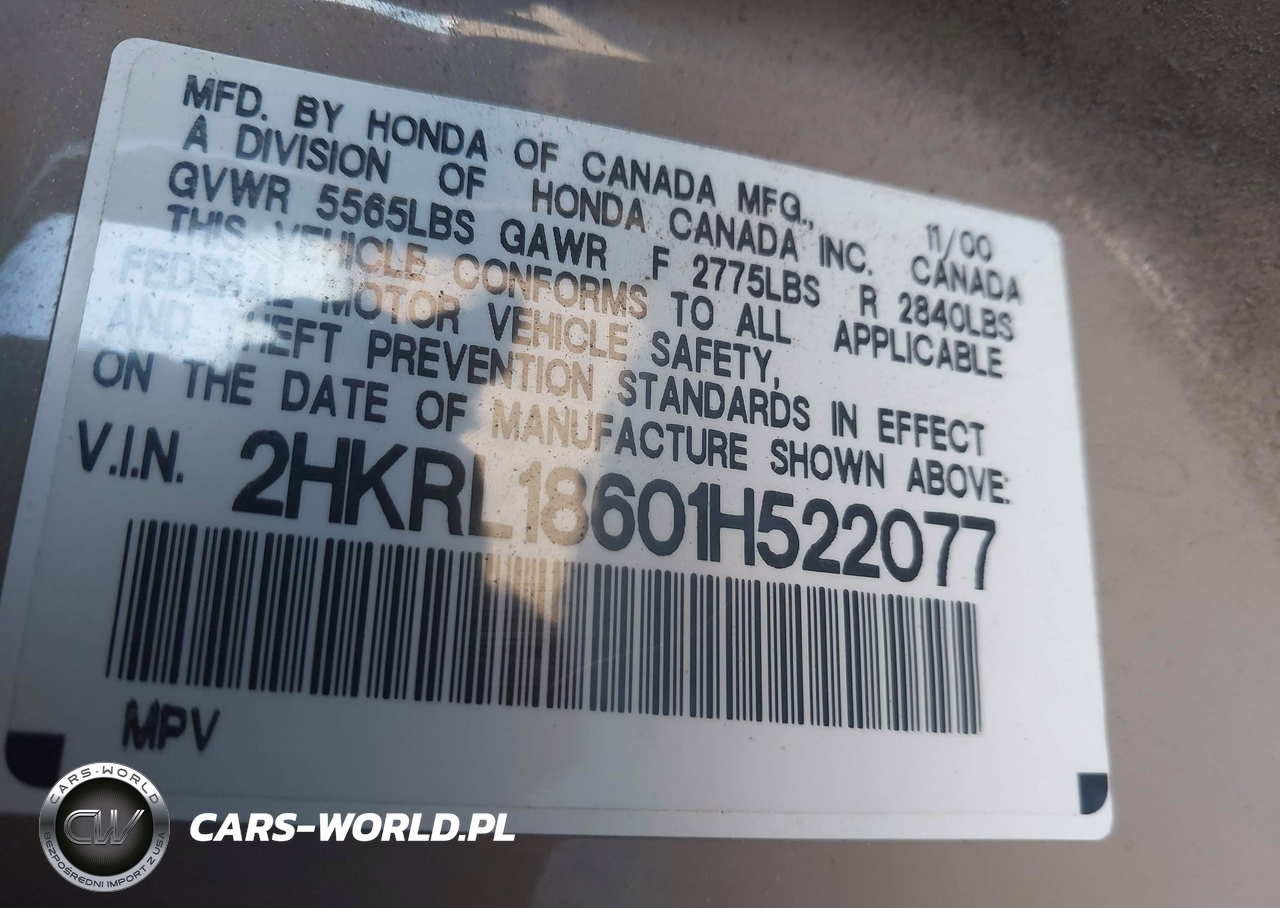 MFD. BY HONDA OF CANADA MFG., 11/00
A DIVISION OF HONDA CANADA INC. CANADA
GVWR 5565LBS GAWR F 2775LBS R 2840LBS
THIS VEHICLE CONFORMS TO ALL APPLICABLE
FEDERAL MOTOR VEHICLE SAFETY,
AND THEFT PREVENTION STANDARDS IN EFFECT
ON THE DATE OF MANUFACTURE SHOWN ABOVE:
V.I.N. 2HKRL18601H522077
MPV
CARS-WORLD
CW
BEZPOŚREDNI IMPORT Z USA
CARS-WORLD.PL